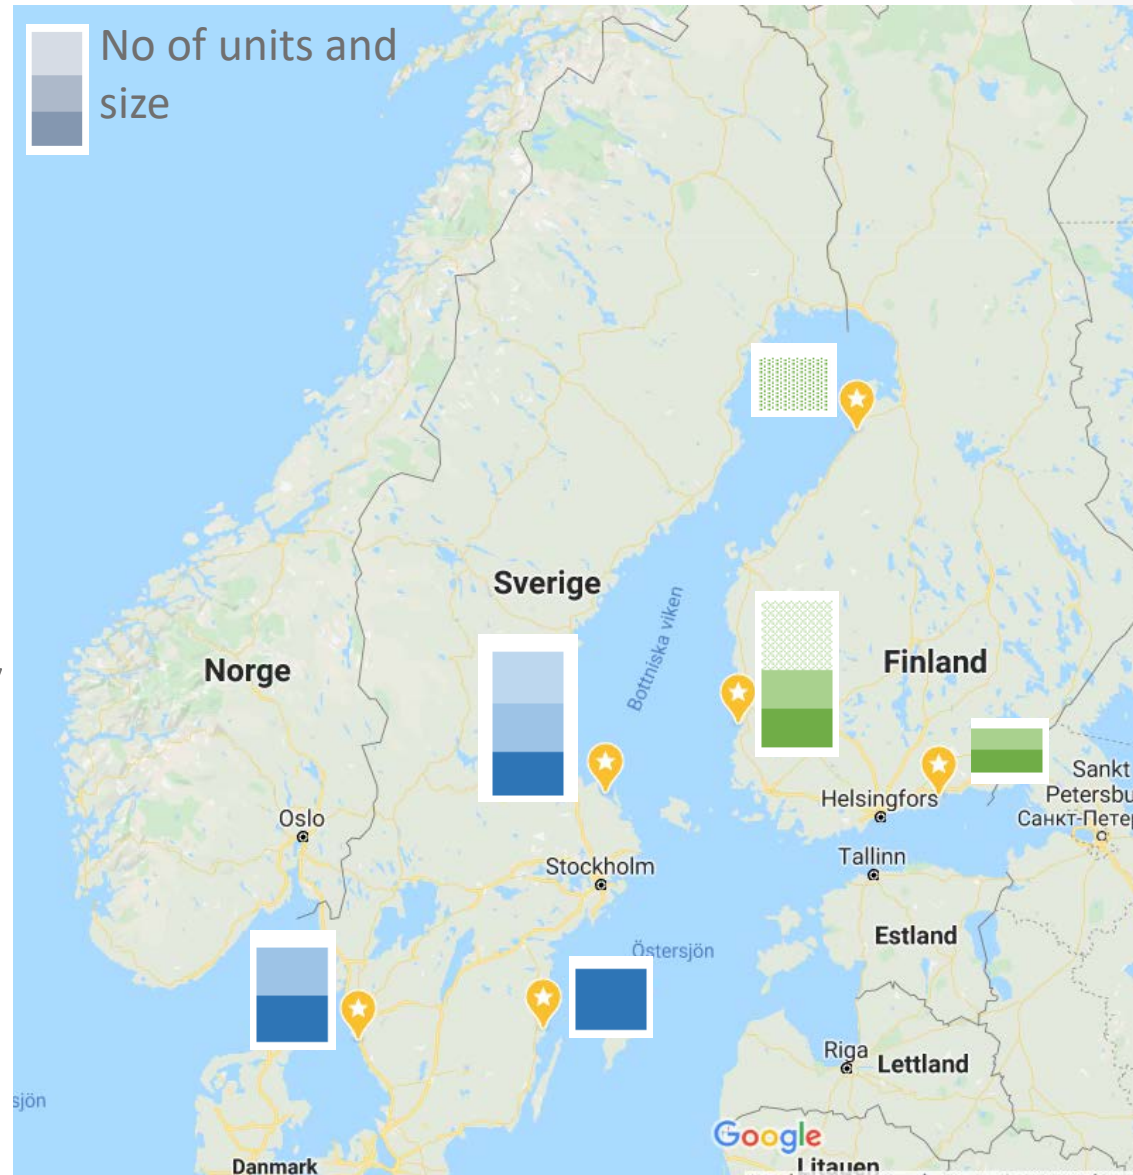 No of units and
size
Sverige
Bottniska viken
Norge
Finland
Sankt
Petersbu
Санкт-Петер
Helsingfors
Oslo
Tallinn
Stockholm
Estland
Östersjön
Riga
Lettland
sjön
Google
Danmark
Litauen